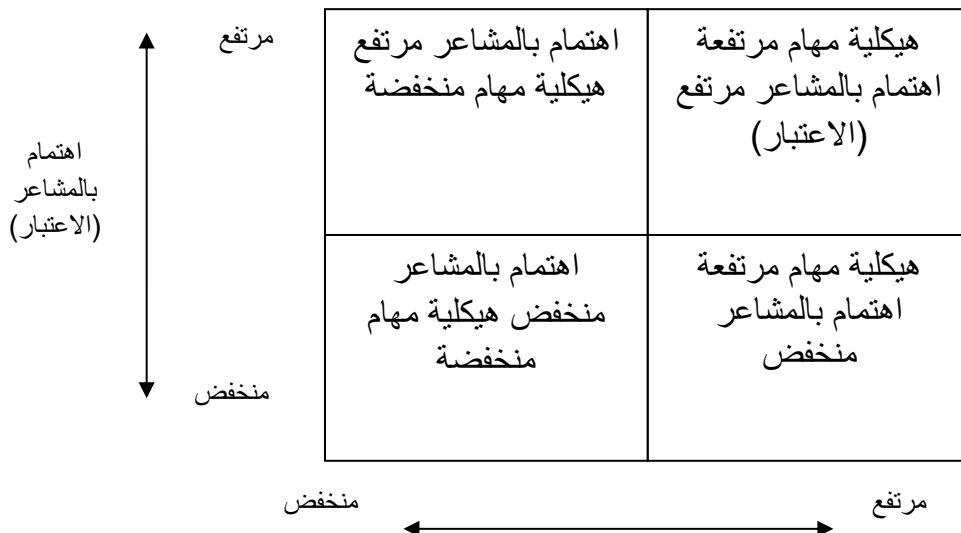 مرتفع
هيكلية مهام مرتفعة
اهتمام بالمشاعر مرتفع
(الاعتبار)
اهتمام بالمشاعر مرتفع
هيكلية مهام منخفضة
اهتمام
بالمشاعر
(الاعتبار)
هيكلية مهام مرتفعة
اهتمام بالمشاعر
منخفض
اهتمام بالمشاعر
منخفض هيكلية مهام
منخفضة
منخفض
مرتفع
منخفض